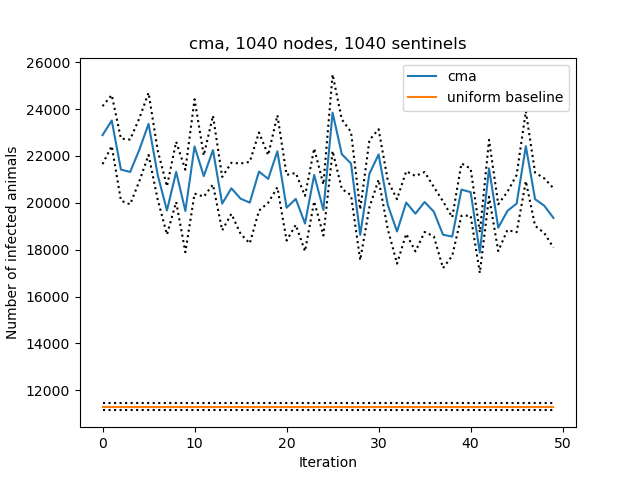 cma, 1040 nodes, 1040 sentinels
26000
24000
22000
20000
18000
16000
14000
12000
Number of infected animals
cma
uniform baseline
0 10 20 30 40 50
Iteration